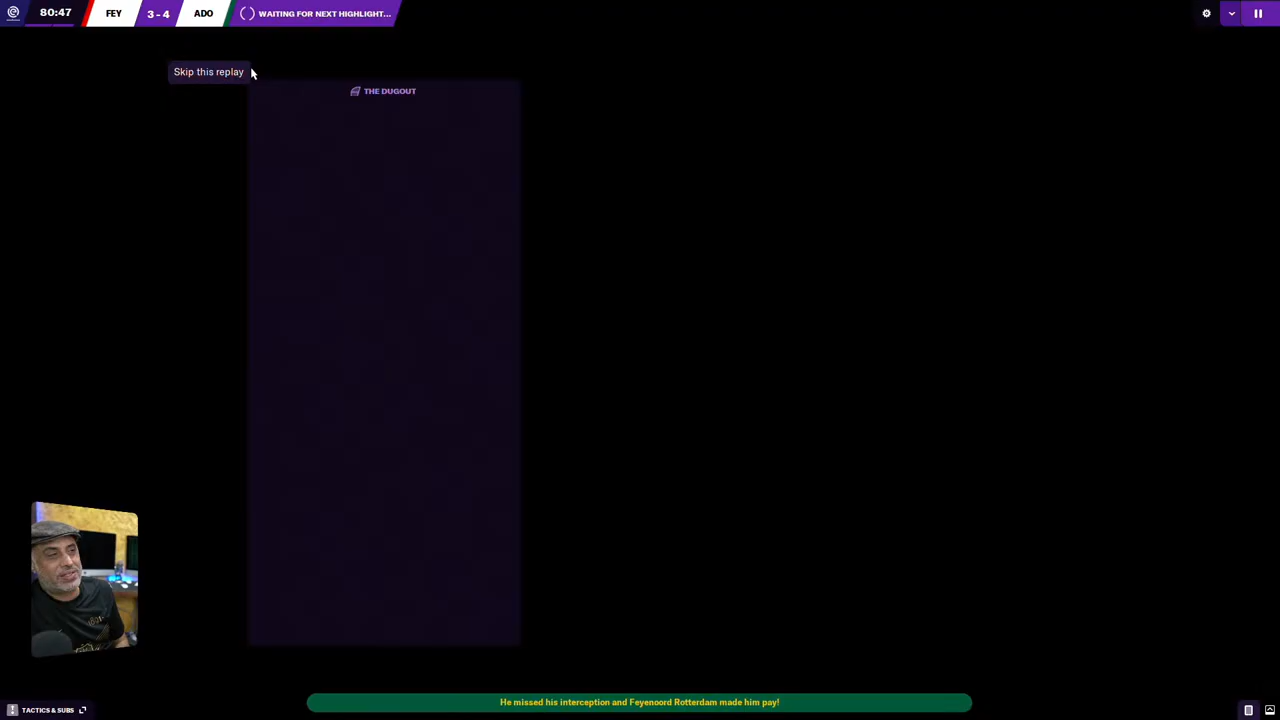 80:47
FEY
3 - 4
ADO
WAITING FOR NEXT HIGHLIGHT...
Skip this replay
THE DUGOUT
He missed his interception and Feyenoord Rotterdam made him pay!
TACTICS & SUBS